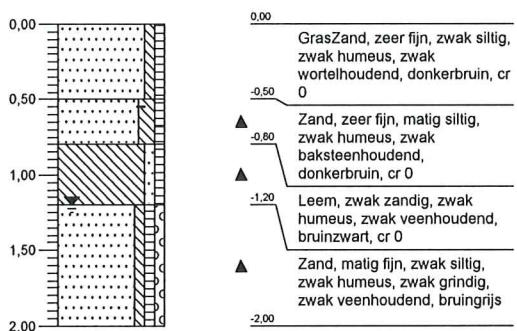 0,00
0,50
1,00
1,50
2,00
0,00
GrasZand, zeer fijn, zwak siltig,
zwak humeus, zwak
wortelhoudend, donkerbruin, cr
0
-0,50
Zand, zeer fijn, matig siltig,
zwak humeus, zwak
baksteenhoudend,
donkerbruin, cr 0
-0,80
Leem, zwak zandig, zwak
humeus, zwak veenhoudend,
bruinzwart, cr 0
-1,20
Zand, matig fijn, zwak siltig,
zwak humeus, zwak grindig,
zwak veenhoudend, bruingrijs
-2,00